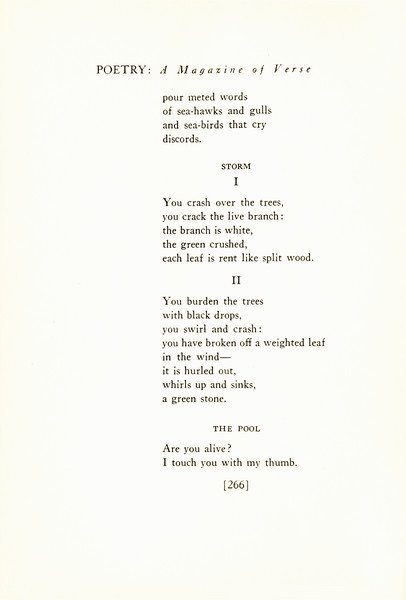 POETRY: A Magazine of Verse
pour meted words
of sea-hawks and gulls
and sea-birds that cry
discords.
STORM
I
You crash over the trees,
you crack the live branch:
the branch is white,
the green crushed,
each leaf is rent like split wood.
II
You burden the trees
with black drops,
you swirl and crash:
you have broken off a weighted leaf
in the wind—
it is hurled out,
whirls up and sinks,
a green stone.
THE POOL
Are you alive?
I touch you with my thumb.
[266]